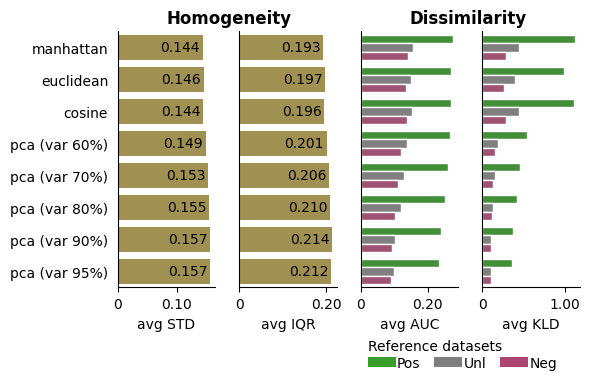 Homogeneity Dissimilarity
manhattan 0.144 0.193
euclidean 0.146 0.197
cosine 0.144 0.196
pca (var 60%) 0.149 0.201
pca (var 70%) 0.153 0.206
pca (var 80%) 0.155 0.210
pca (var 90%) 0.157 0.214
pca (var 95%) 0.157 0.212
0 0.10 0 0.20 0 0.20 0 1.00
avg STD avg IQR avg AUC avg KLD
Reference datasets
Pos Unl Neg